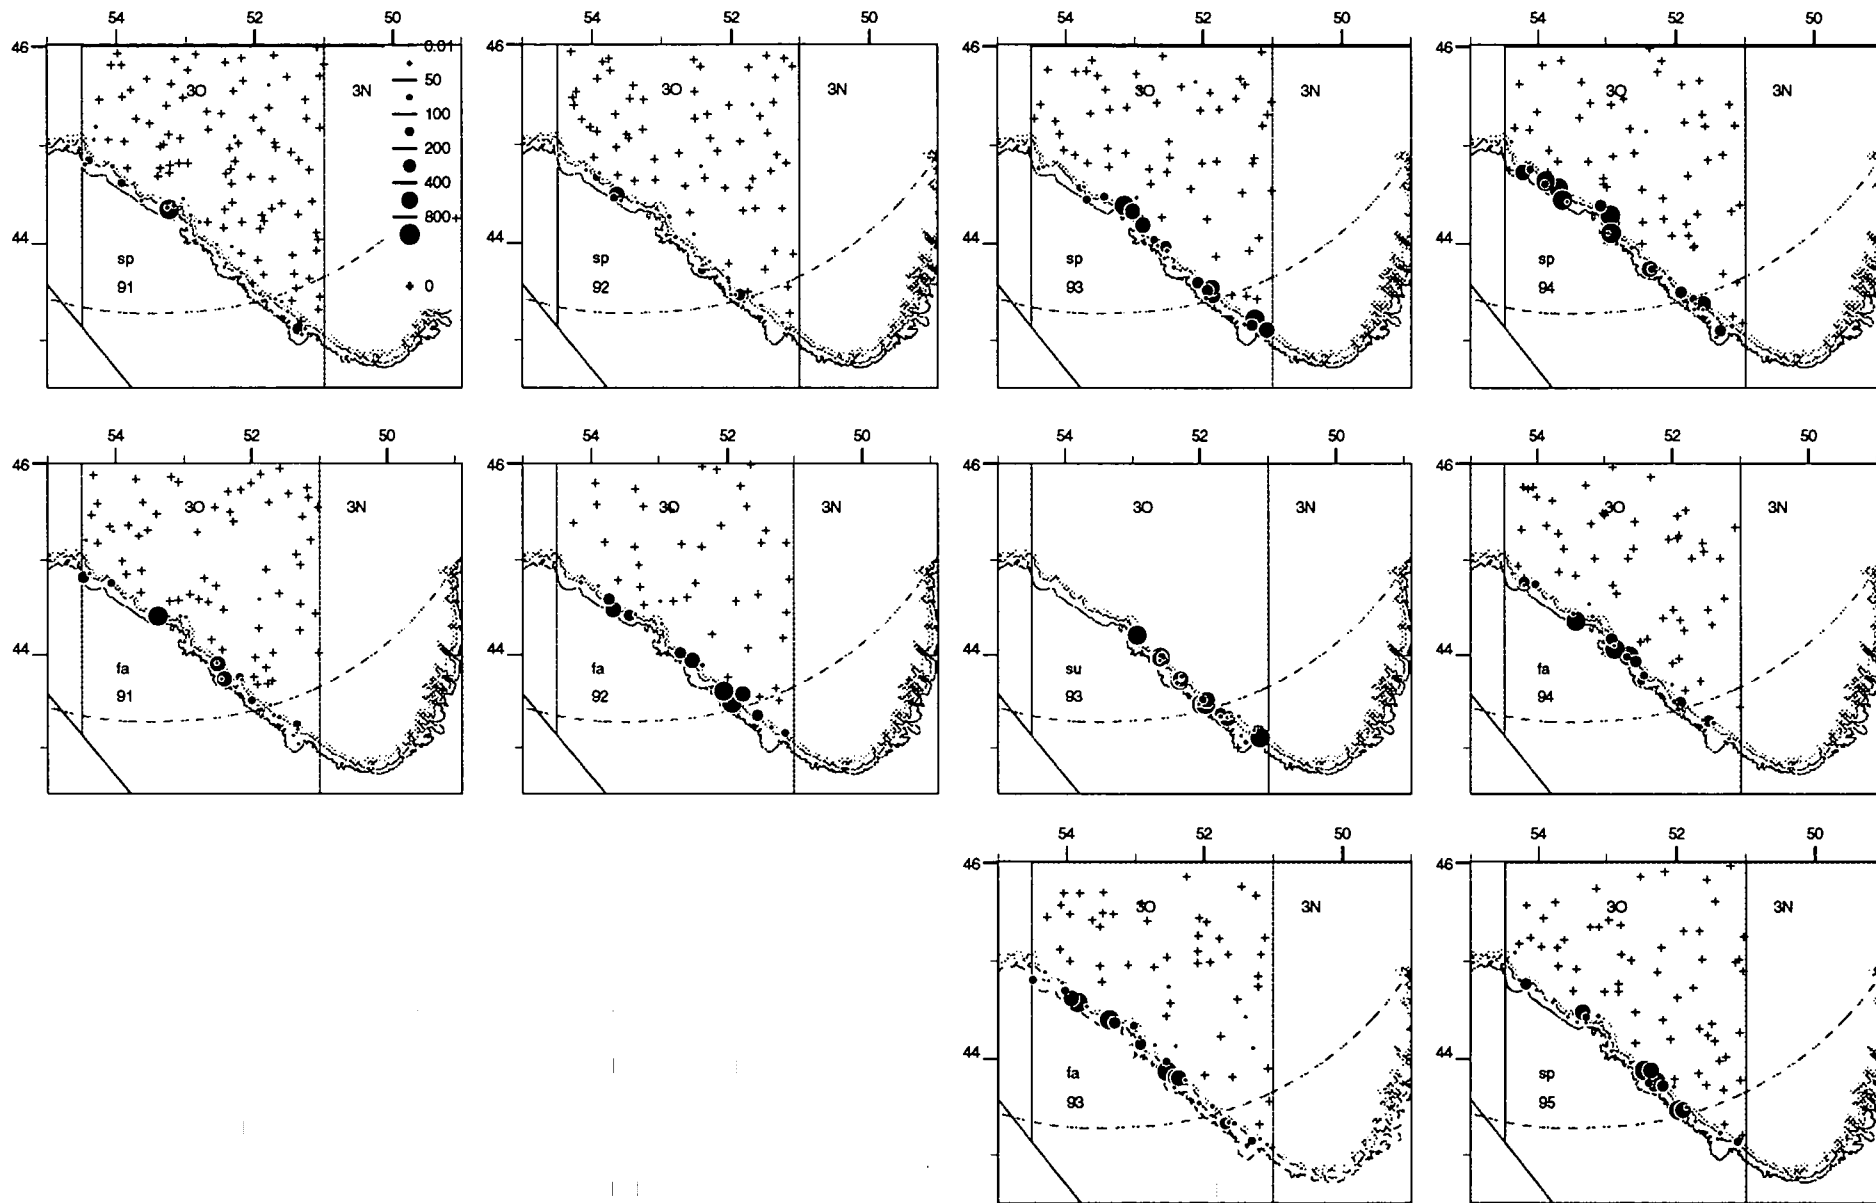 54 52 50 54 52 50 54 52 50 54 52 50
46 0.01 46 46 46
50
3O 3N 3O 3N 3O 3N 3O 3N
100
200
400
800
44 44 44 44
sp sp sp sp
91 0 92 93 94
54 52 50 54 52 50 54 52 50 54 52 50
46 46 46 46
3O 3N 3O 3N 3O 3N 3O 3N
44 44 44 44
fa fa su fa
91 92 93 94
54 52 50 54 52 50
46 46
3O 3N 3O 3N
44 44
fa sp
93 95